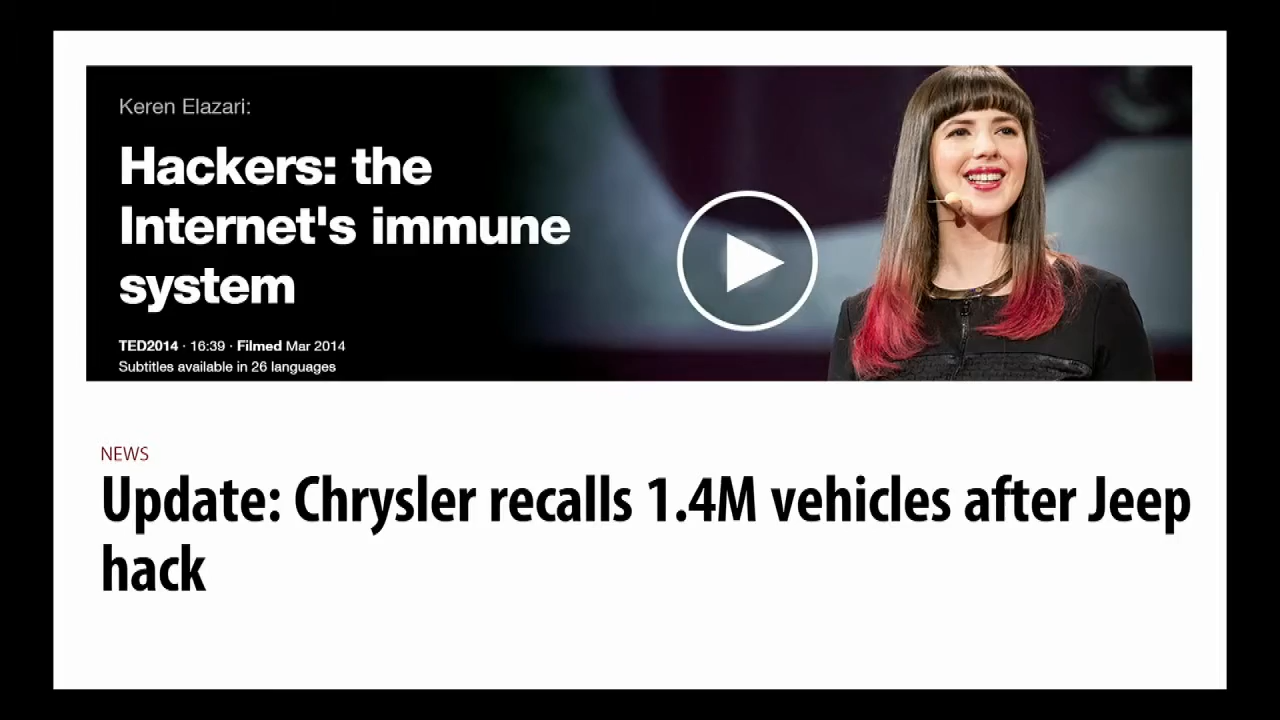 Keren Elazari:
Hackers: the
Internet's immune
system
TED2014 · 16:39 · Filmed Mar 2014
Subtitles available in 26 languages
NEWS
Update: Chrysler recalls 1.4M vehicles after Jeep
hack